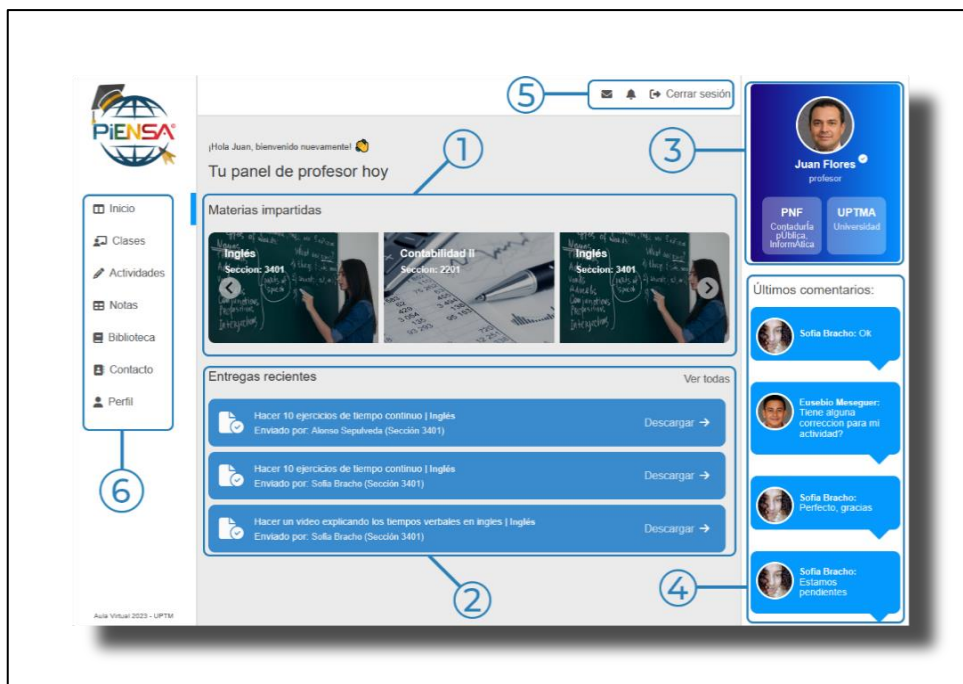 PiENSA
Inicio
Clases
Actividades
Notas
Biblioteca
Contacto
Perfil
6
Aula Virtual 2023 - UPTM
5
Cerrar sesión
¡Hola Juan, bienvenido nuevamente!
Tu panel de profesor hoy
1
Materias impartidas
Inglés
Seccion: 3401
Contabilidad II
Seccion: 2201
Inglés
Seccion: 3401
Entregas recientes
Ver todas
Hacer 10 ejercicios de tiempo continuo | Inglés
Enviado por: Alonso Sepulveda (Sección 3401)
Descargar →
Hacer 10 ejercicios de tiempo continuo | Inglés
Enviado por: Sofia Bracho (Sección 3401)
Descargar →
Hacer un video explicando los tiempos verbales en ingles | Inglés
Enviado por: Sofia Bracho (Sección 3401)
Descargar →
2
3
Juan Flores
profesor
PNF
Contaduría
pÚblica,
InformÁtica
UPTMA
Universidad
Últimos comentarios:
Sofia Bracho: Ok
Eusebio Meseguer:
Tiene alguna
correccion para mi
actividad?
Sofia Bracho:
Perfecto, gracias
4
Sofia Bracho:
Estamos
pendientes